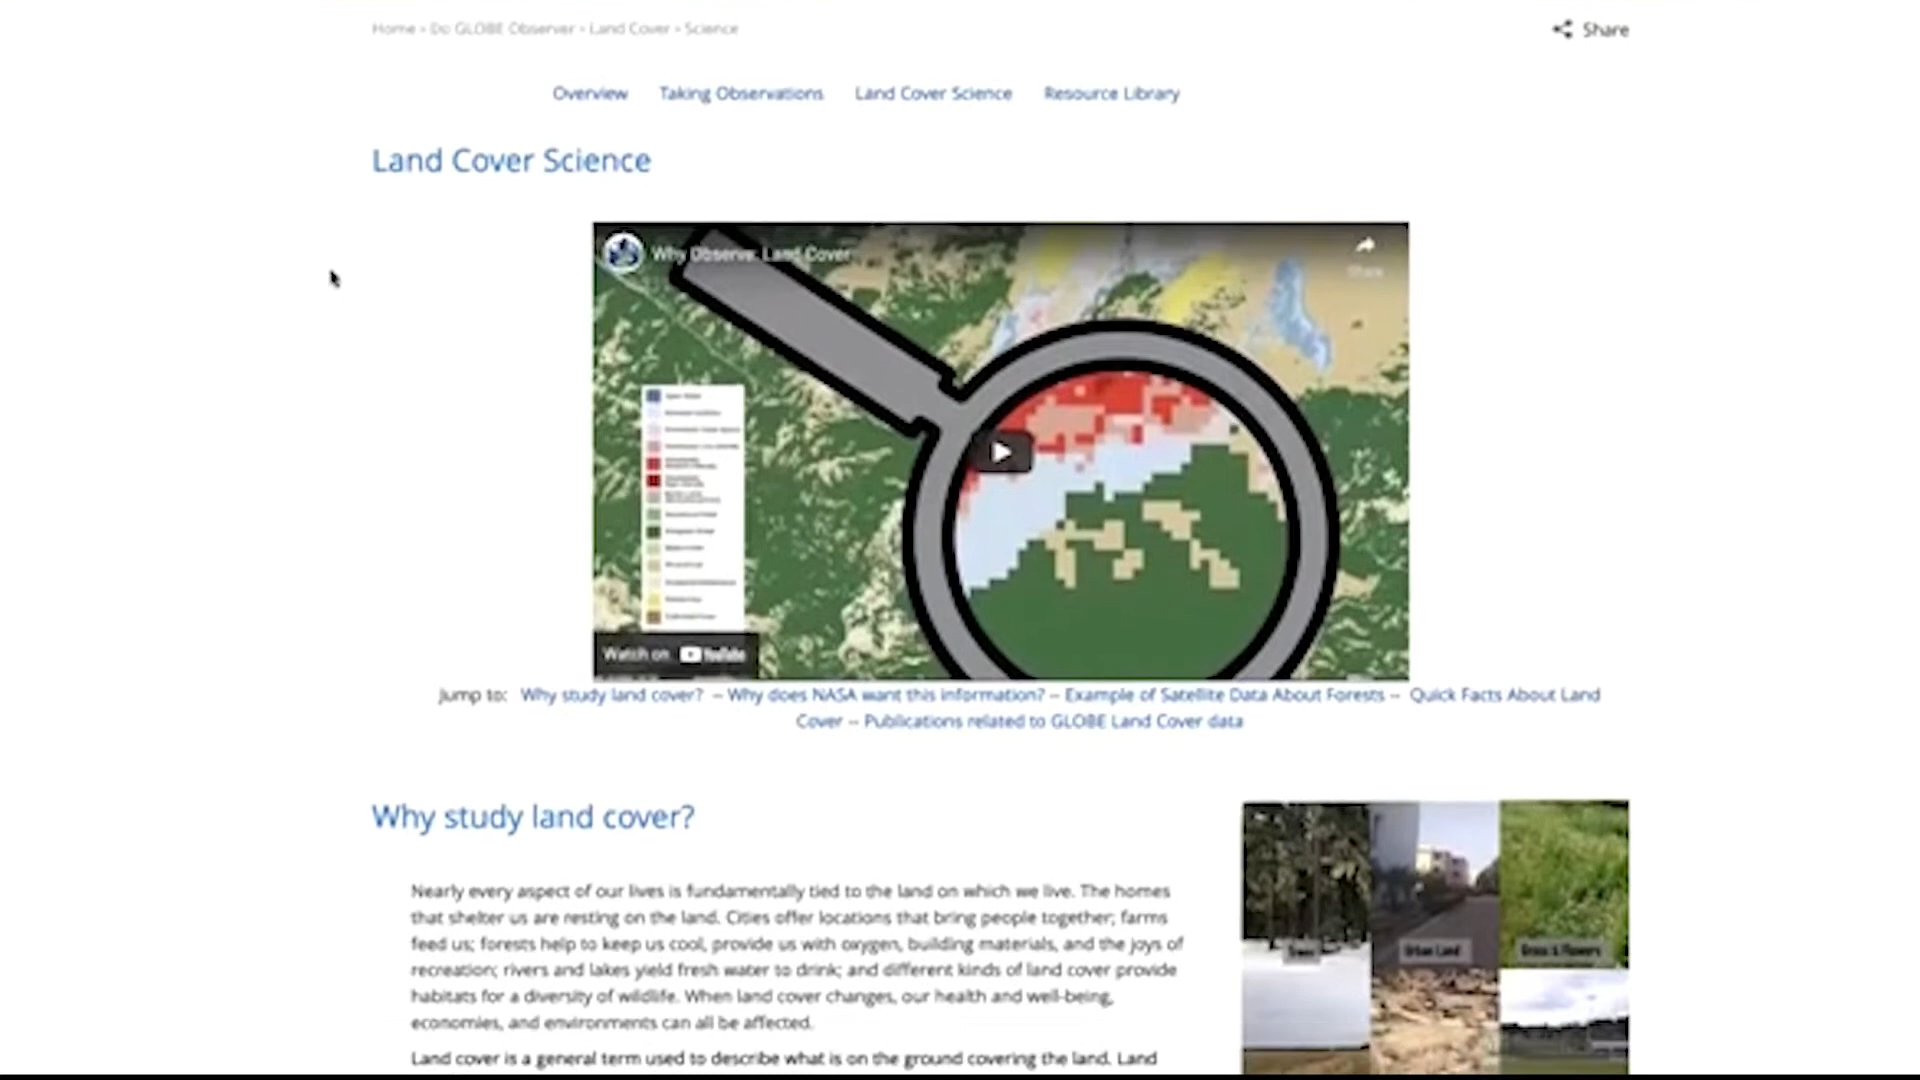 Home › Do GLOBE Observer › Land Cover › Science
Share
Overview Taking Observations Land Cover Science Resource Library
Land Cover Science
Why Observe: Land Cover
Share
Watch on YouTube
Jump to: Why study land cover? -- Why does NASA want this information? -- Example of Satellite Data About Forests -- Quick Facts About Land
Cover -- Publications related to GLOBE Land Cover data
Why study land cover?
Nearly every aspect of our lives is fundamentally tied to the land on which we live. The homes
that shelter us are resting on the land. Cities offer locations that bring people together; farms
feed us; forests help to keep us cool, provide us with oxygen, building materials, and the joys of
recreation; rivers and lakes yield fresh water to drink; and different kinds of land cover provide
habitats for a diversity of wildlife. When land cover changes, our health and well-being,
economies, and environments can all be affected.
Land cover is a general term used to describe what is on the ground covering the land. Land
Trees
Urban Land
Grass & Flowers